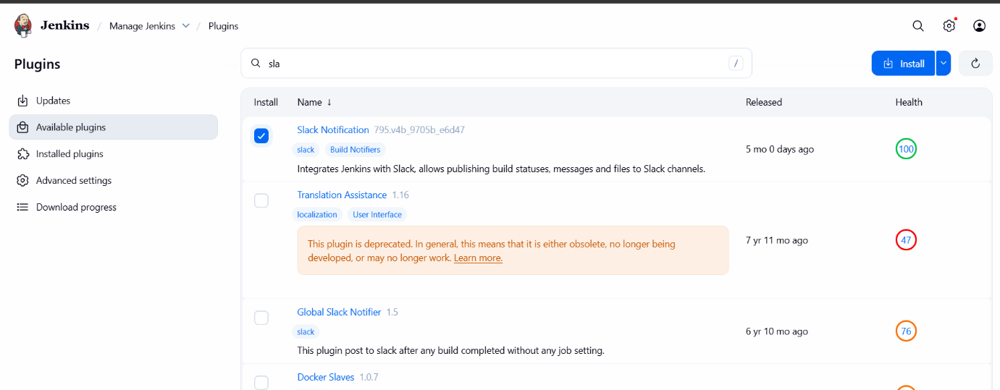 Jenkins / Manage Jenkins / Plugins
Plugins
sla /
Install
Updates
Available plugins
Installed plugins
Advanced settings
Download progress
Install Name ↓ Released Health
Slack Notification 795.v4b_9705b_e6d47
slack Build Notifiers
5 mo 0 days ago 100
Integrates Jenkins with Slack, allows publishing build statuses, messages and files to Slack channels.
Translation Assistance 1.16
localization User Interface
This plugin is deprecated. In general, this means that it is either obsolete, no longer being
developed, or may no longer work. Learn more.
7 yr 11 mo ago 47
Global Slack Notifier 1.5
slack
6 yr 10 mo ago 76
This plugin post to slack after any build completed without any job setting.
Docker Slaves 1.0.7